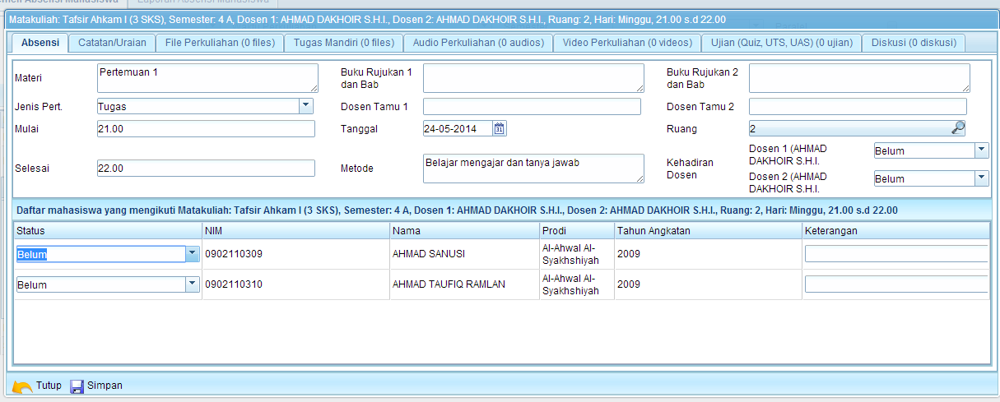 Absensi Mahasiswa Laporan Absensi Mahasiswa
Matakuliah: Tafsir Ahkam I (3 SKS), Semester: 4 A, Dosen 1: AHMAD DAKHOIR S.H.I., Dosen 2: AHMAD DAKHOIR S.H.I., Ruang: 2, Hari: Minggu, 21.00 s.d 22.00
Absensi Catatan/Uraian File Perkuliahan (0 files) Tugas Mandiri (0 files) Audio Perkuliahan (0 audios) Video Perkuliahan (0 videos) Ujian (Quiz, UTS, UAS) (0 ujian) Diskusi (0 diskusi)
Materi Pertemuan 1 Buku Rujukan 1 dan Bab Buku Rujukan 2 dan Bab
Jenis Pert. Tugas Dosen Tamu 1 Dosen Tamu 2
Mulai 21.00 Tanggal 24-05-2014 31 Ruang 2
Selesai 22.00 Metode Belajar mengajar dan tanya jawab Kehadiran Dosen
Dosen 1 (AHMAD DAKHOIR S.H.I. Belum
Dosen 2 (AHMAD DAKHOIR S.H.I. Belum
Daftar mahasiswa yang mengikuti Matakuliah: Tafsir Ahkam I (3 SKS), Semester: 4 A, Dosen 1: AHMAD DAKHOIR S.H.I., Dosen 2: AHMAD DAKHOIR S.H.I., Ruang: 2, Hari: Minggu, 21.00 s.d 22.00
Status NIM Nama Prodi Tahun Angkatan Keterangan
Belum 0902110309 AHMAD SANUSI Al-Ahwal Al-Syakhshiyah 2009
Belum 0902110310 AHMAD TAUFIQ RAMLAN Al-Ahwal Al-Syakhshiyah 2009
Tutup Simpan